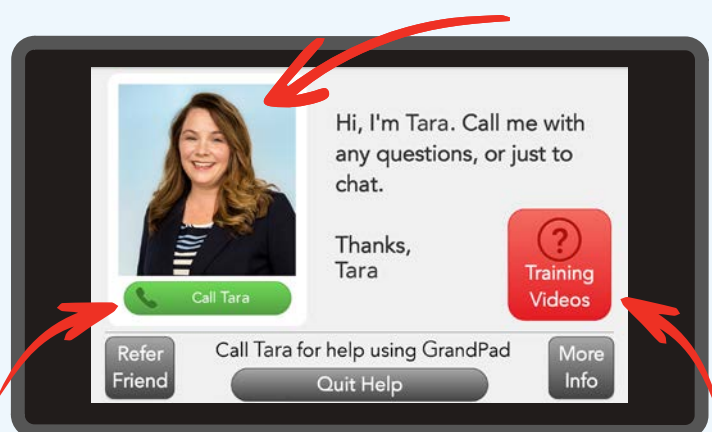 Hi, I'm Tara. Call me with
any questions, or just to
chat.
Thanks,
Tara
Call Tara
?
Training
Videos
Refer
Friend
Call Tara for help using GrandPad
Quit Help
More
Info